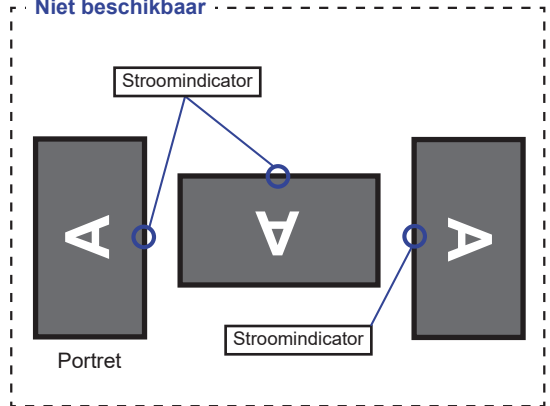 Niet beschikbaar
Stroomindicator
A
A
A
Stroomindicator
Portret